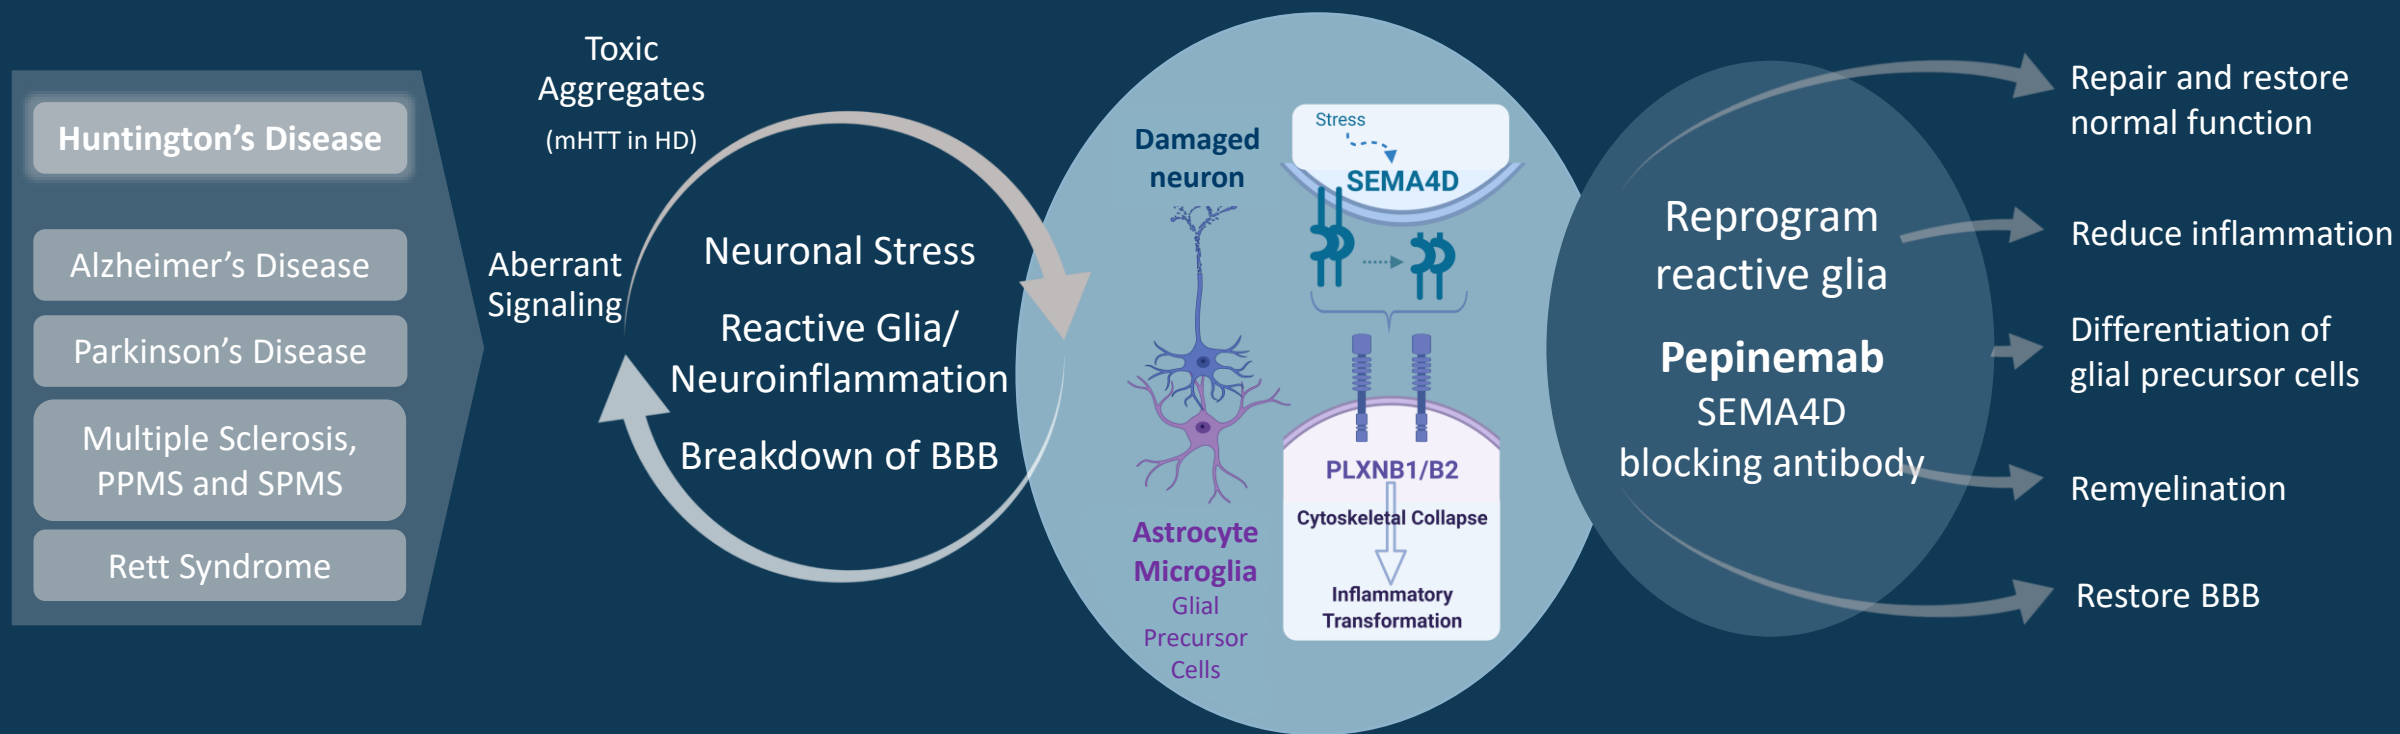 Huntington’s Disease
Alzheimer’s Disease
Parkinson’s Disease
Multiple Sclerosis,
PPMS and SPMS
Rett Syndrome
Toxic
Aggregates
(mHTT in HD)
Aberrant
Signaling
Neuronal Stress
Reactive Glia/
Neuroinflammation
Breakdown of BBB
Damaged
neuron
Astrocyte
Microglia
Glial
Precursor
Cells
Stress
SEMA4D
PLXNB1/B2
Cytoskeletal Collapse
Inflammatory
Transformation
Reprogram
reactive glia
Pepinemab
SEMA4D
blocking antibody
Repair and restore
normal function
Reduce inflammation
Differentiation of
glial precursor cells
Remyelination
Restore BBB